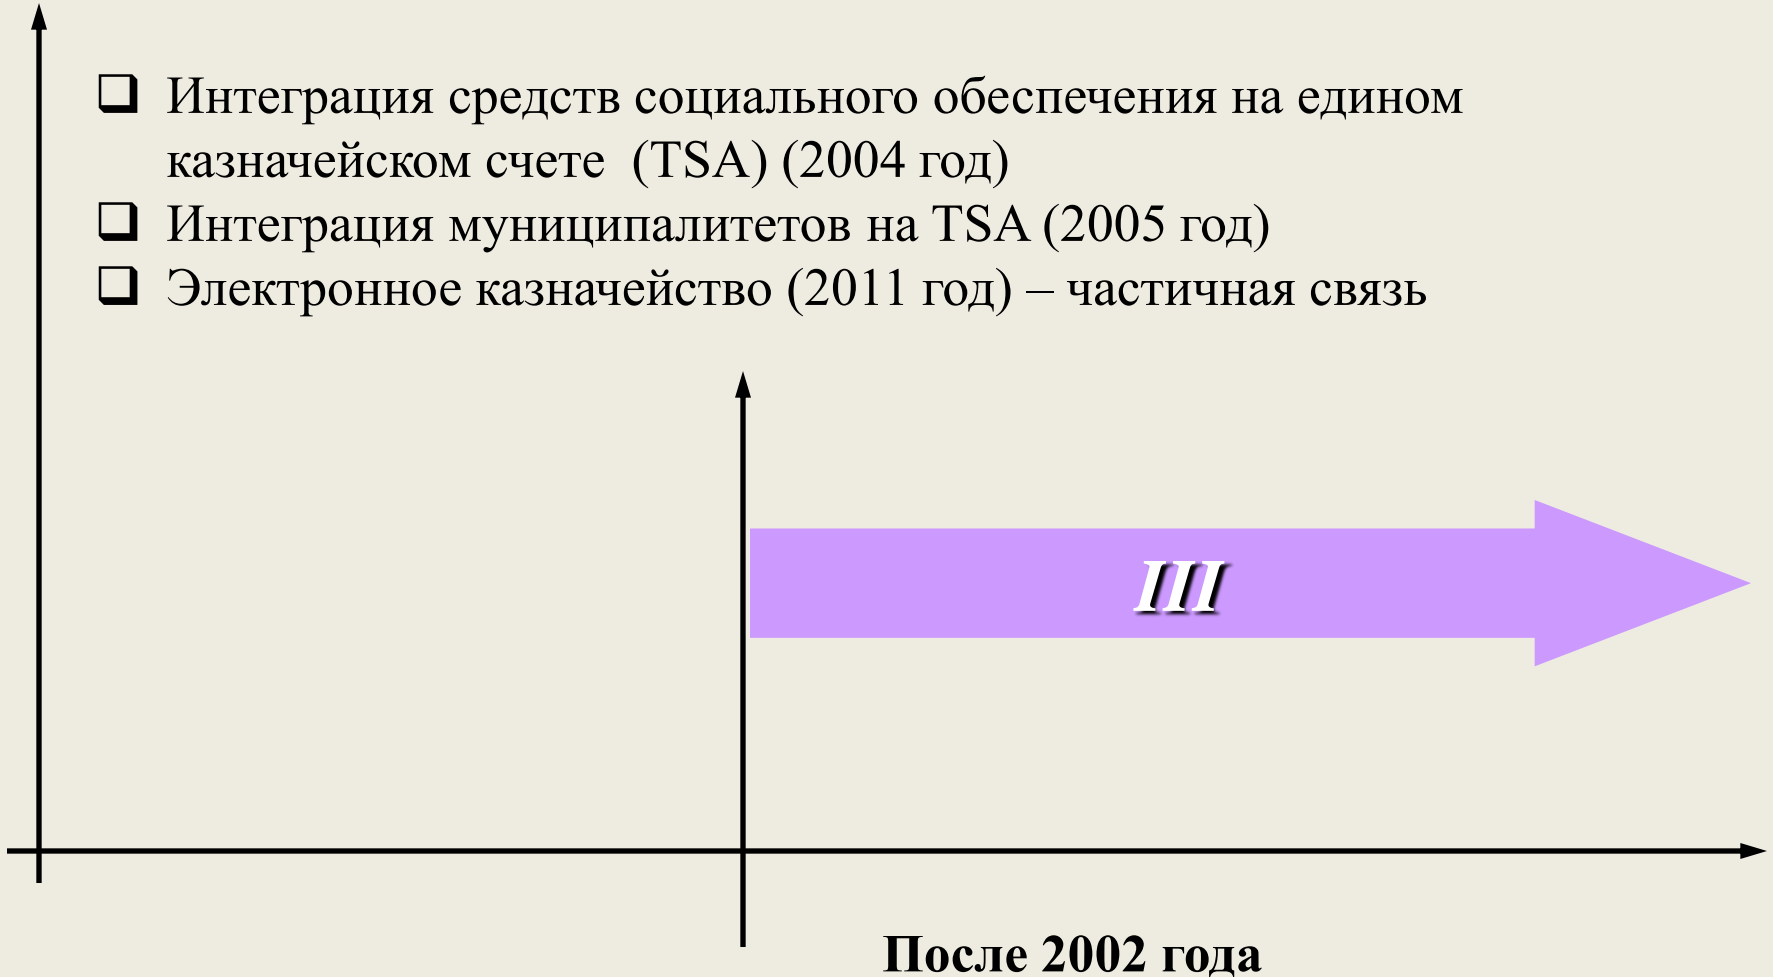 ❑ Интеграция средств социального обеспечения на едином
казначейском счете (TSA) (2004 год)
❑ Интеграция муниципалитетов на TSA (2005 год)
❑ Электронное казначейство (2011 год) – частичная связь
III
После 2002 года